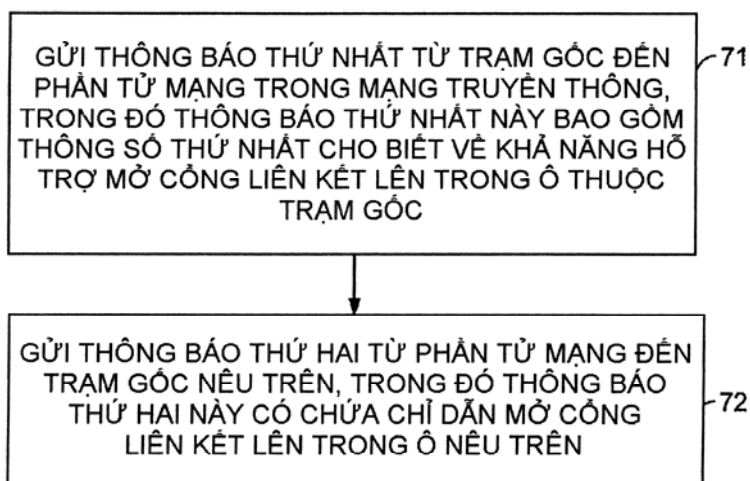 GỬI THÔNG BÁO THỨ NHẤT TỪ TRẠM GỐC ĐẾN
PHẦN TỬ MẠNG TRONG MẠNG TRUYỀN THÔNG,
TRONG ĐÓ THÔNG BÁO THỨ NHẤT NÀY BAO GỒM
THÔNG SỐ THỨ NHẤT CHO BIẾT VỀ KHẢ NĂNG HỖ
TRỢ MỞ CỔNG LIÊN KẾT LÊN TRONG Ô THUỘC
TRẠM GỐC
71
GỬI THÔNG BÁO THỨ HAI TỪ PHẦN TỬ MẠNG ĐẾN
TRẠM GỐC NÊU TRÊN, TRONG ĐÓ THÔNG BÁO
THỨ HAI NÀY CÓ CHỨA CHỈ DẪN MỞ CỔNG
LIÊN KẾT LÊN TRONG Ô NÊU TRÊN
72